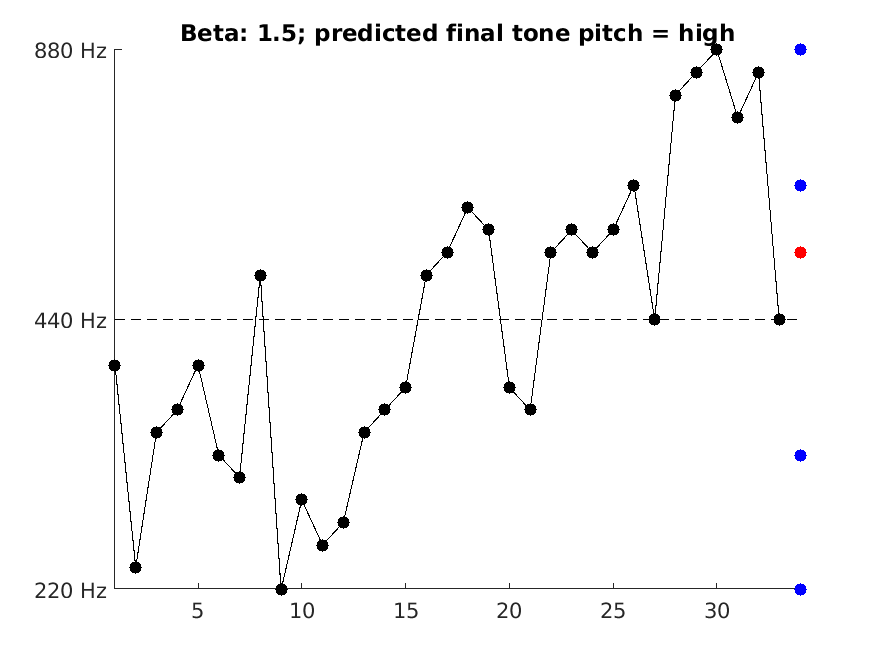 Beta: 1.5; predicted final tone pitch = high
880 Hz
440 Hz
220 Hz
5 10 15 20 25 30